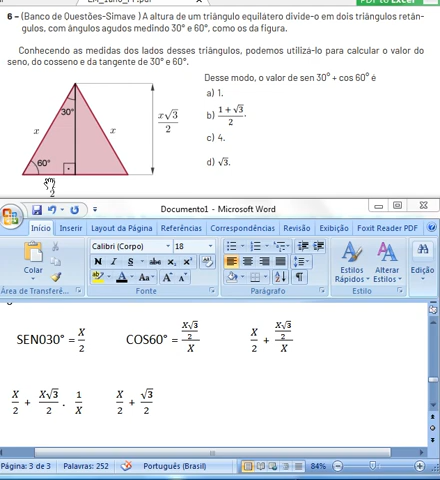 6 - (Banco de Questões-Simave ) A altura de um triângulo equilátero divide-o em dois triângulos retân-
gulos, com ângulos agudos medindo 30° e 60°, como os da figura.
Conhecendo as medidas dos lados desses triângulos, podemos utilizá-lo para calcular o valor do
seno, do cosseno e da tangente de 30° e 60°.
Desse modo, o valor de sen 30° + cos 60° é
a) 1.
b) (1 + √3)/2.
c) 4.
d) √3.
30°
x
x
x√3/2
60°
2
Documento1 - Microsoft Word
Início Inserir Layout da Página Referências Correspondências Revisão Exibição Foxit Reader PDF
Calibri (Corpo) 18
Colar
Estilos Rápidos
Alterar Estilos
Edição
Área de Transferê... Fonte Parágrafo Estilo
SEN030° = X/2 COS60° = (X√3/2)/X X/2 + (X√3/2)/X
X/2 + X√3/2 . 1/X X/2 + √3/2
Página: 3 de 3 Palavras: 252 Português (Brasil) 84%